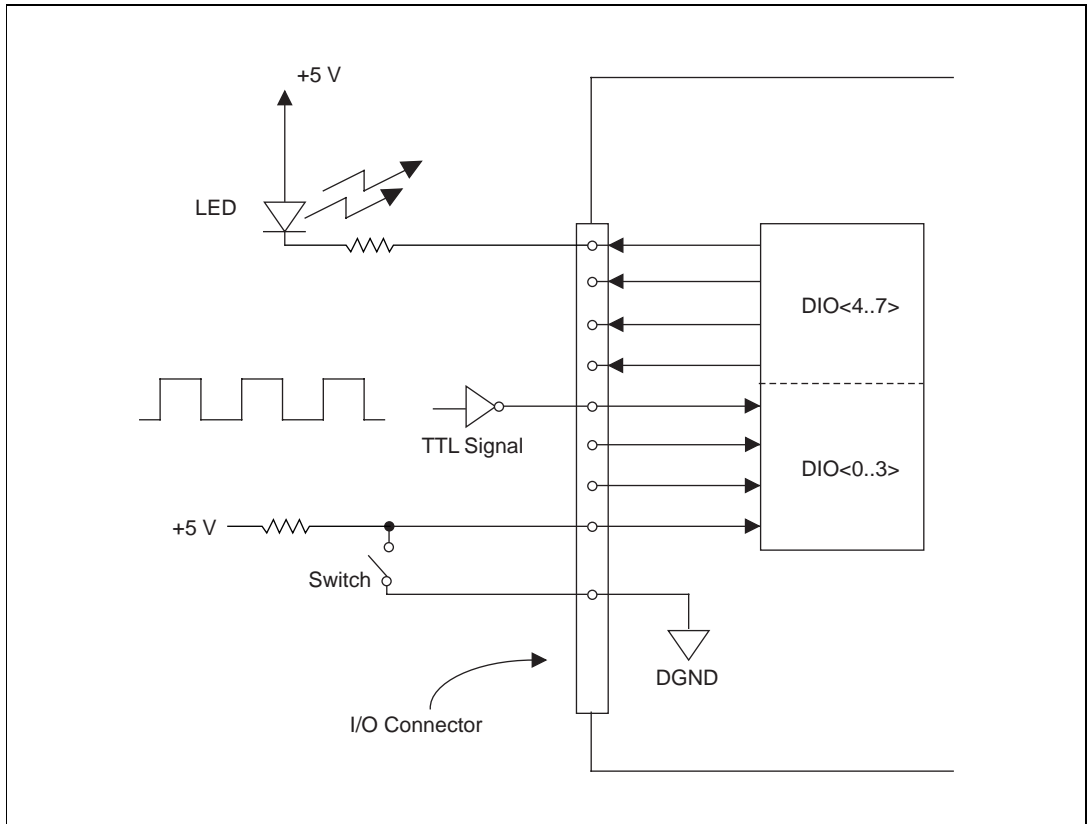 +5 V
LED
DIO<4..7>
TTL Signal
DIO<0..3>
+5 V
Switch
DGND
I/O Connector